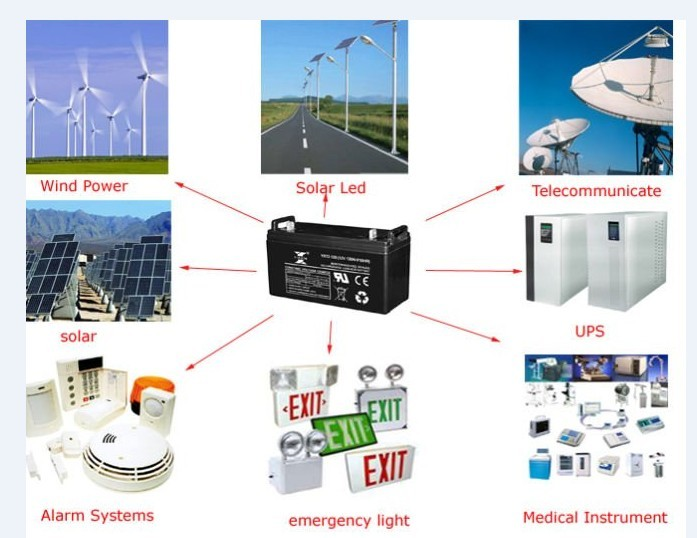 Wind Power
Solar Led
Telecommunicate
solar
UPS
EXIT
EXIT
EXIT
EXIT
Alarm Systems
emergency light
Medical Instrument